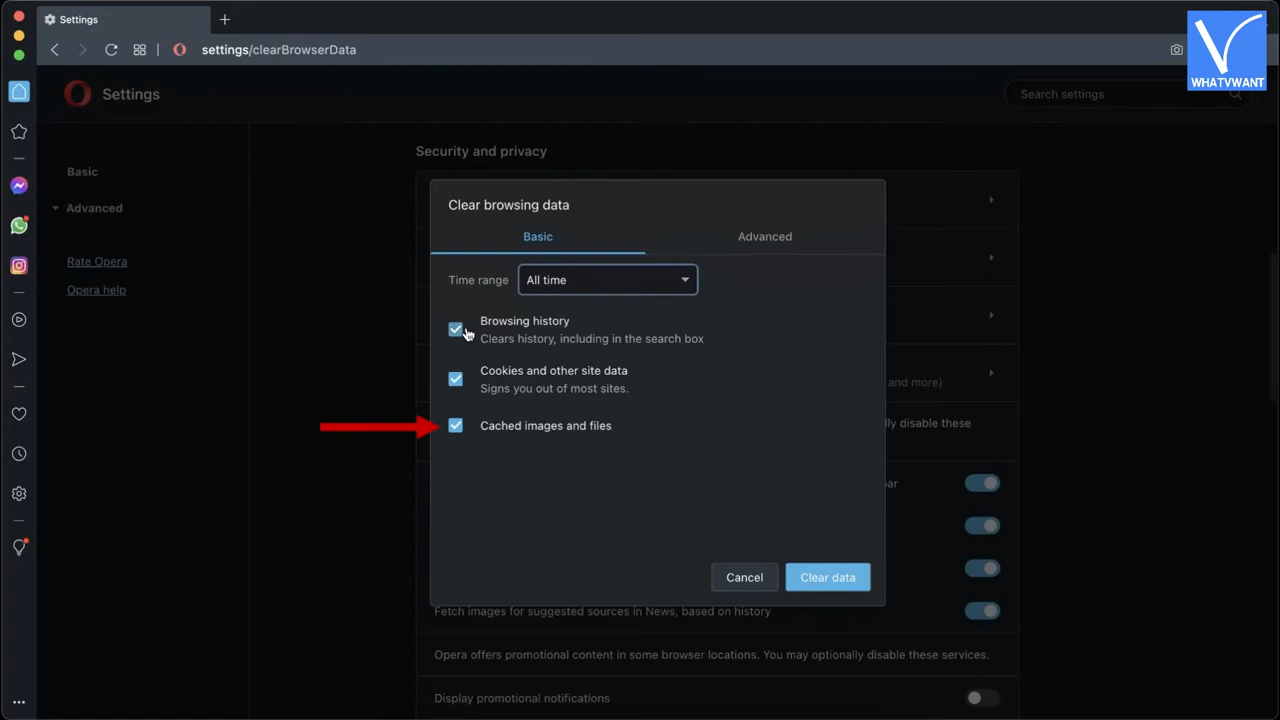 Settings
settings/clearBrowserData
WHATVWANT
Settings
Search settings
Security and privacy
Basic
Advanced
Rate Opera
Opera help
Clear browsing data
Basic
Advanced
Time range
All time
Browsing history
Clears history, including in the search box
Cookies and other site data
Signs you out of most sites.
and more)
Cached images and files
lly disable these
ar
Cancel
Clear data
Fetch images for suggested sources in News, based on history
Opera offers promotional content in some browser locations. You may optionally disable these services.
Display promotional notifications